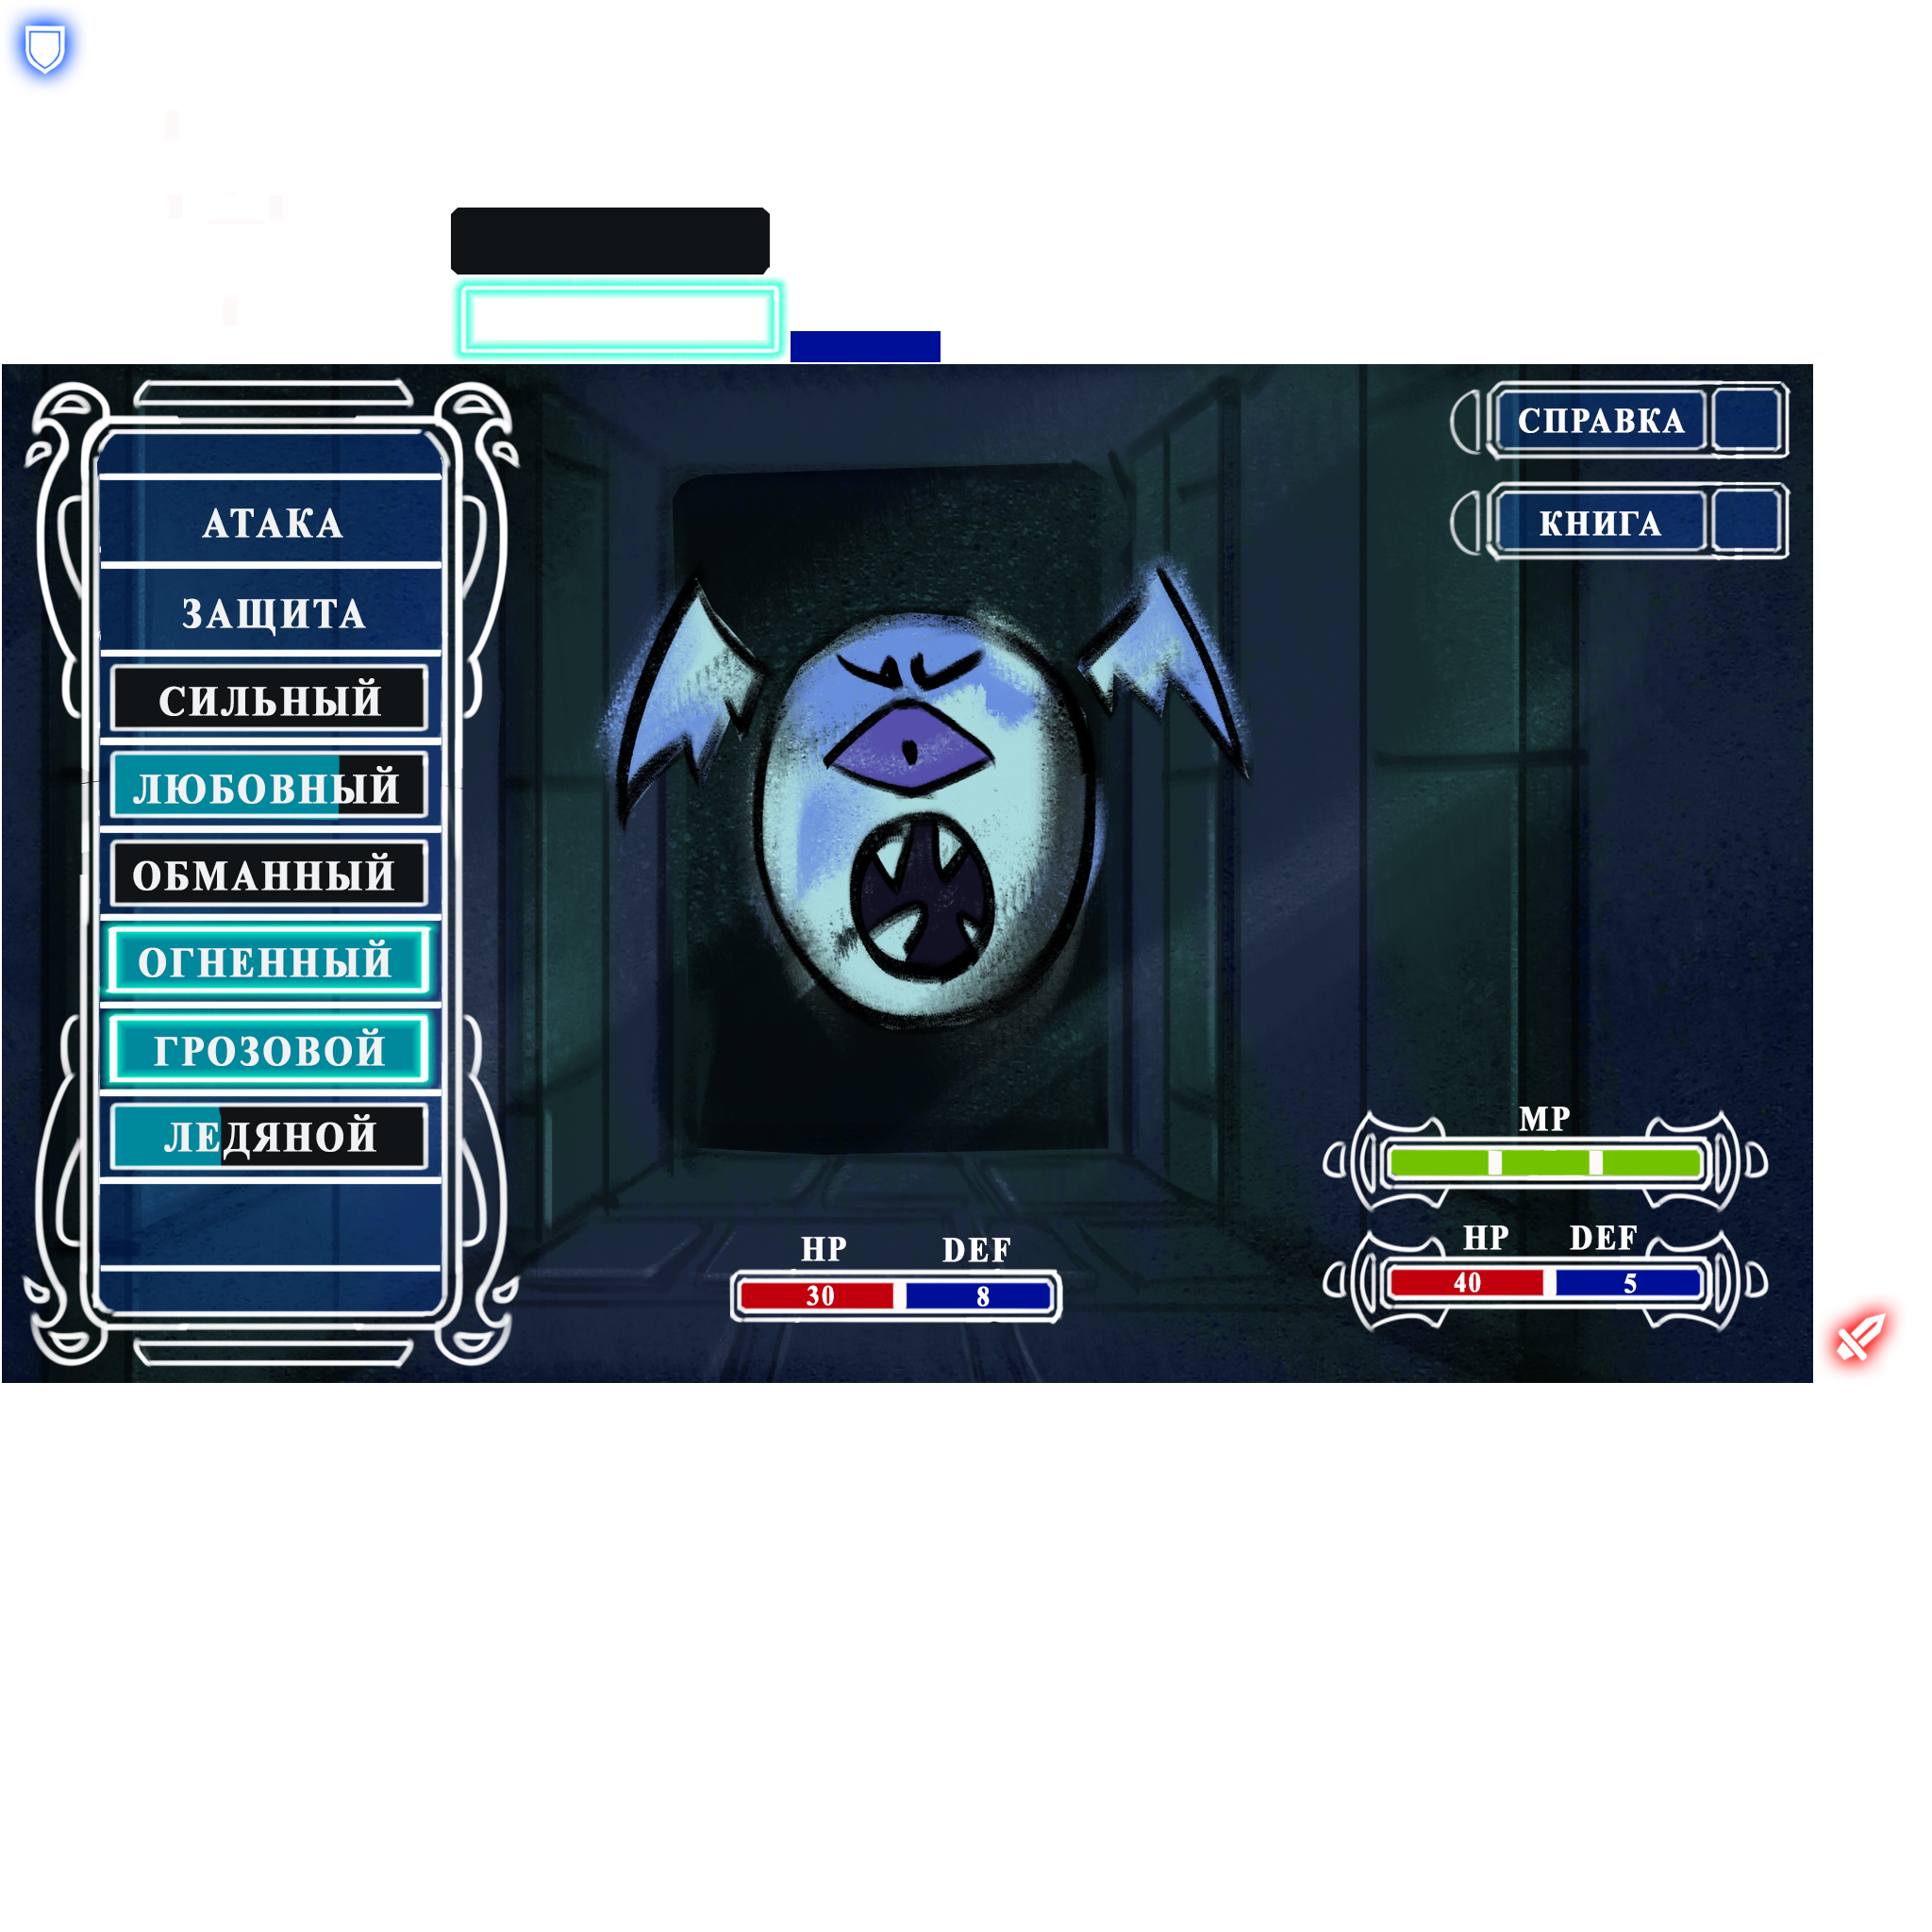 АТАКА
ЗАЩИТА
СИЛЬНЫЙ
ЛЮБОВНЫЙ
ОБМАННЫЙ
ОГНЕННЫЙ
ГРОЗОВОЙ
ЛЕДЯНОЙ
СПРАВКА
КНИГА
HP DEF
30 8
MP
HP DEF
40 5